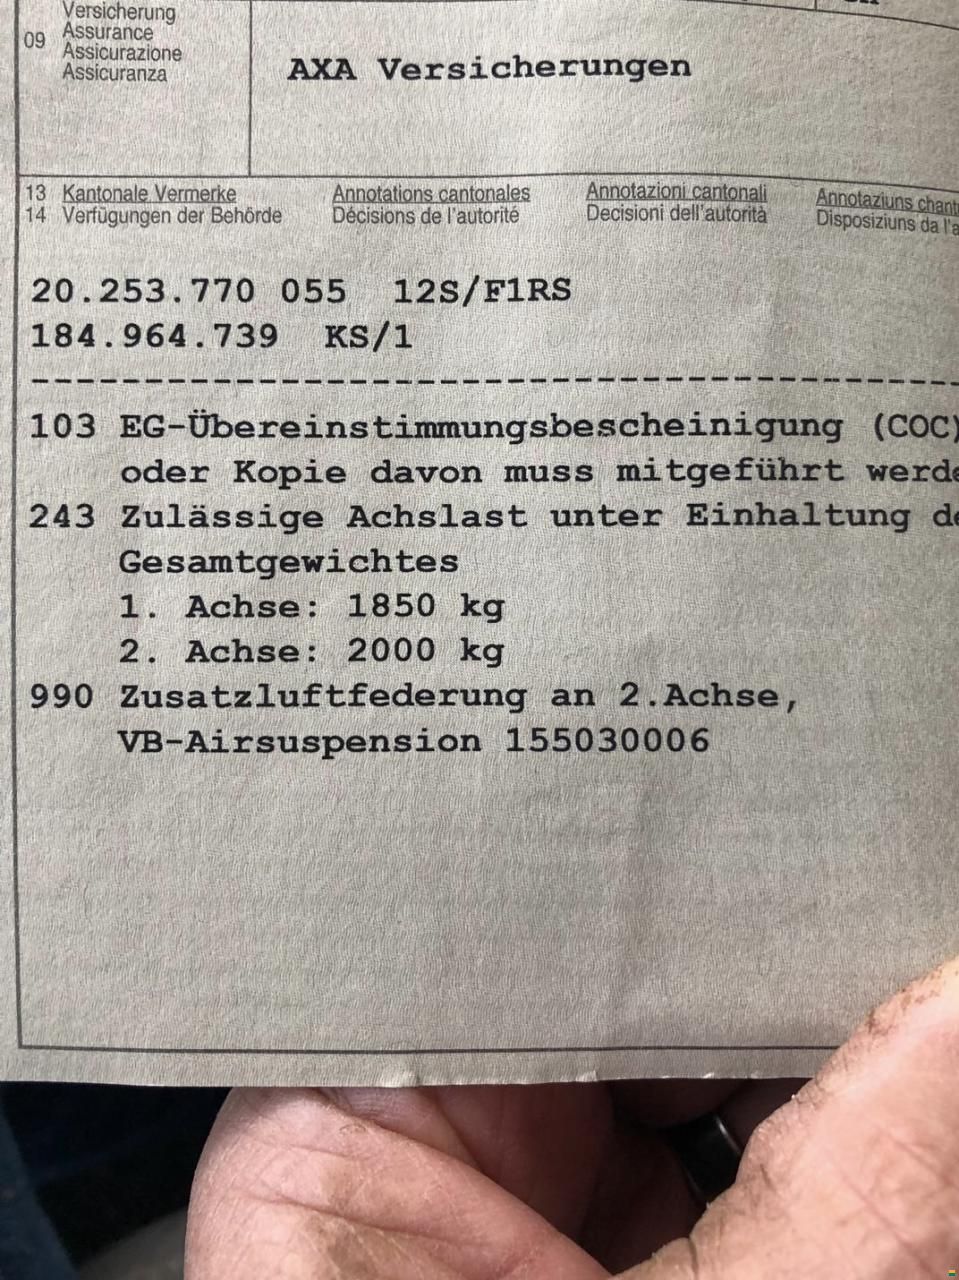 09
Versicherung
Assurance
Assicurazione
Assicuranza
AXA Versicherungen
13 Kantonale Vermerke Annotations cantonales Annotazioni cantonali Annotaziuns
14 Verfügungen der Behörde Décisions de l'autorité Decisioni dell'autorità Disposiziuns da
20.253.770 055 12S/F1RS
184.964.739 KS/1
103 EG-Übereinstimmungsbescheinigung (COC)
oder Kopie davon muss mitgeführt
243 Zulässige Achslast unter Einhaltung
Gesamtgewichtes
1. Achse: 1850 kg
2. Achse: 2000 kg
990 Zusatzluftfederung an 2.Achse,
VB-Airsuspension 155030006